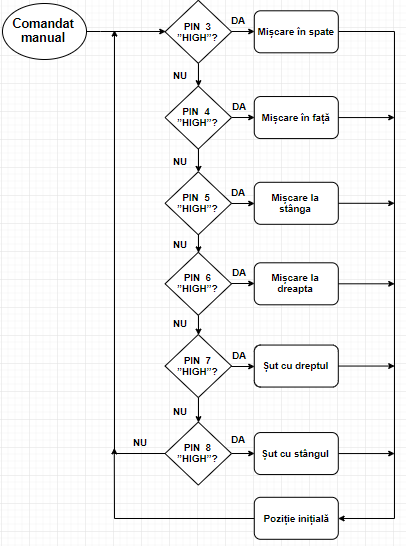 Comandat
manual
PIN 3
"HIGH"?
DA
Mișcare în spate
NU
PIN 4
"HIGH"?
DA
Mișcare în față
NU
PIN 5
"HIGH"?
DA
Mișcare la
stânga
NU
PIN 6
"HIGH"?
DA
Mișcare la
dreapta
NU
PIN 7
"HIGH"?
DA
Șut cu dreptul
NU
PIN 8
"HIGH"?
DA
Șut cu stângul
NU
Poziție inițială